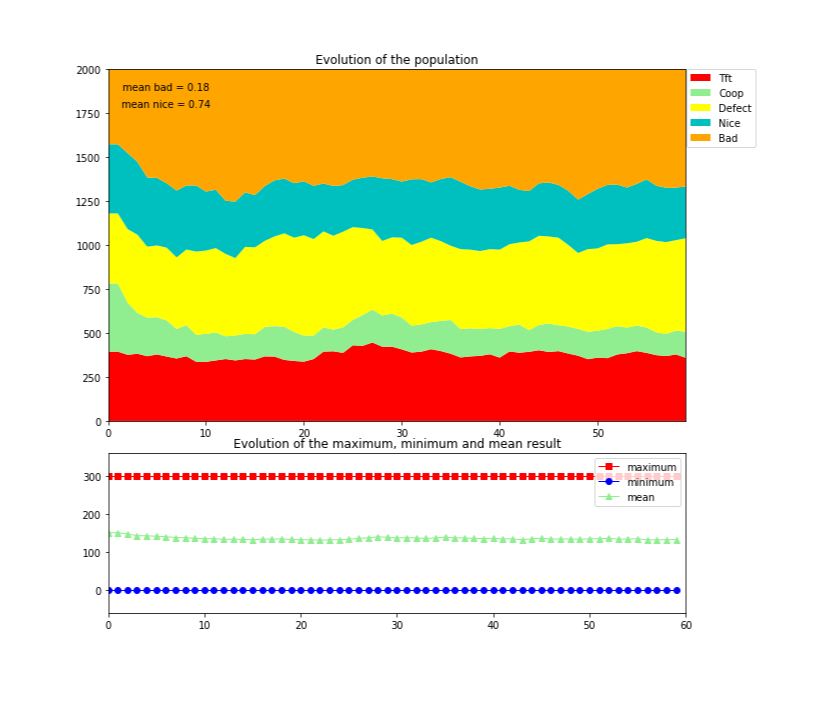 Evolution of the population
2000
1750
1500
1250
1000
750
500
250
0
mean bad = 0.18
mean nice = 0.74
Tft
Coop
Defect
Nice
Bad
0 10 20 30 40 50
Evolution of the maximum, minimum and mean result
300
200
100
0
maximum
minimum
mean
0 10 20 30 40 50 60